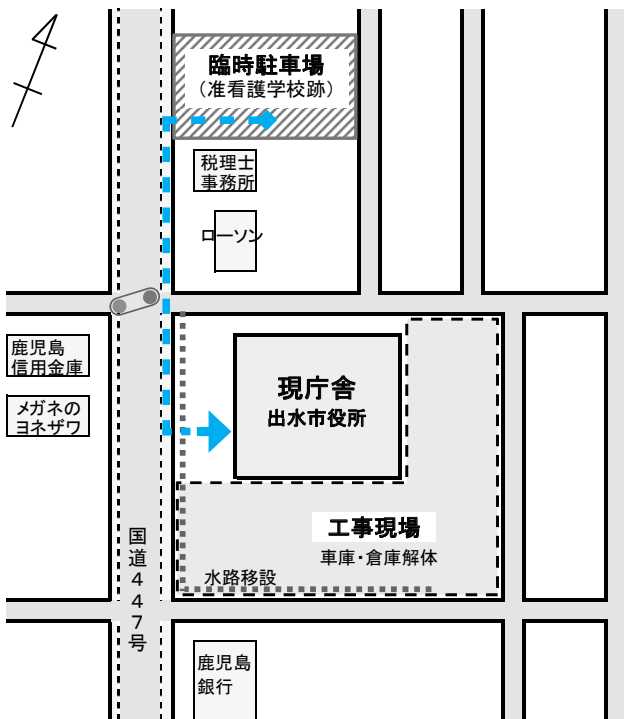 臨時駐車場
（准看護学校跡）
税理士
事務所
ローソン
鹿児島
信用金庫
メガネの
ヨネザワ
現庁舎
出水市役所
工事現場
車庫・倉庫解体
水路移設
国道447号
鹿児島
銀行